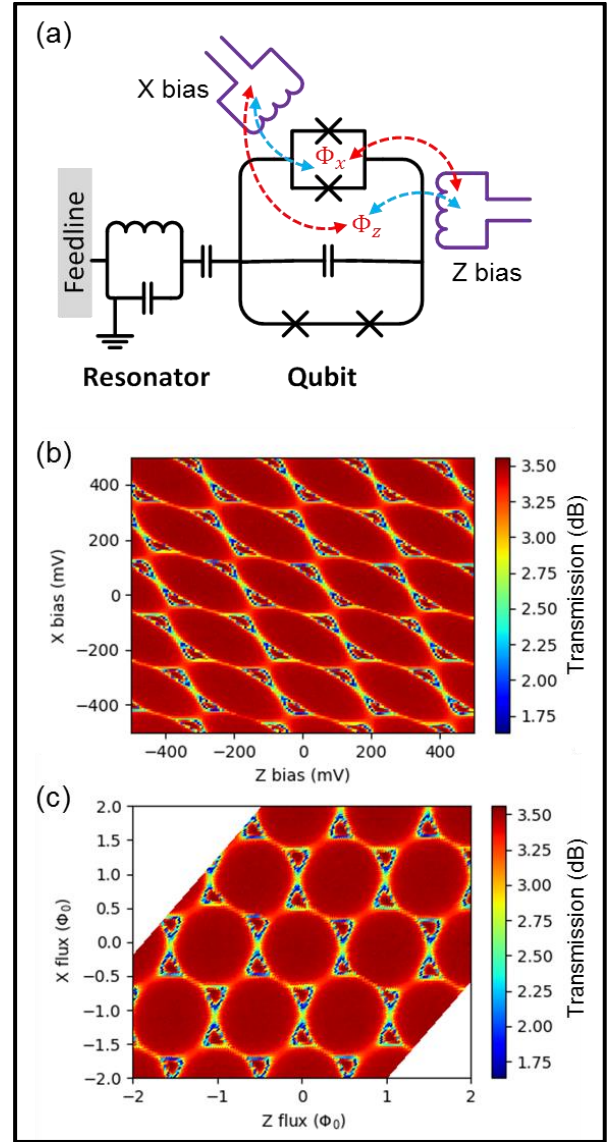 (a)
X bias
Φx
Φz
Z bias
Feedline
Resonator
Qubit
(b)
400
200
0
−200
−400
X bias (mV)
−400 −200 0 200 400
Z bias (mV)
3.50
3.25
3.00
2.75
2.50
2.25
2.00
1.75
Transmission (dB)
(c)
2.0
1.5
1.0
0.5
0.0
−0.5
−1.0
−1.5
−2.0
X flux (Φ0)
−2 −1 0 1 2
Z flux (Φ0)
3.50
3.25
3.00
2.75
2.50
2.25
2.00
1.75
Transmission (dB)